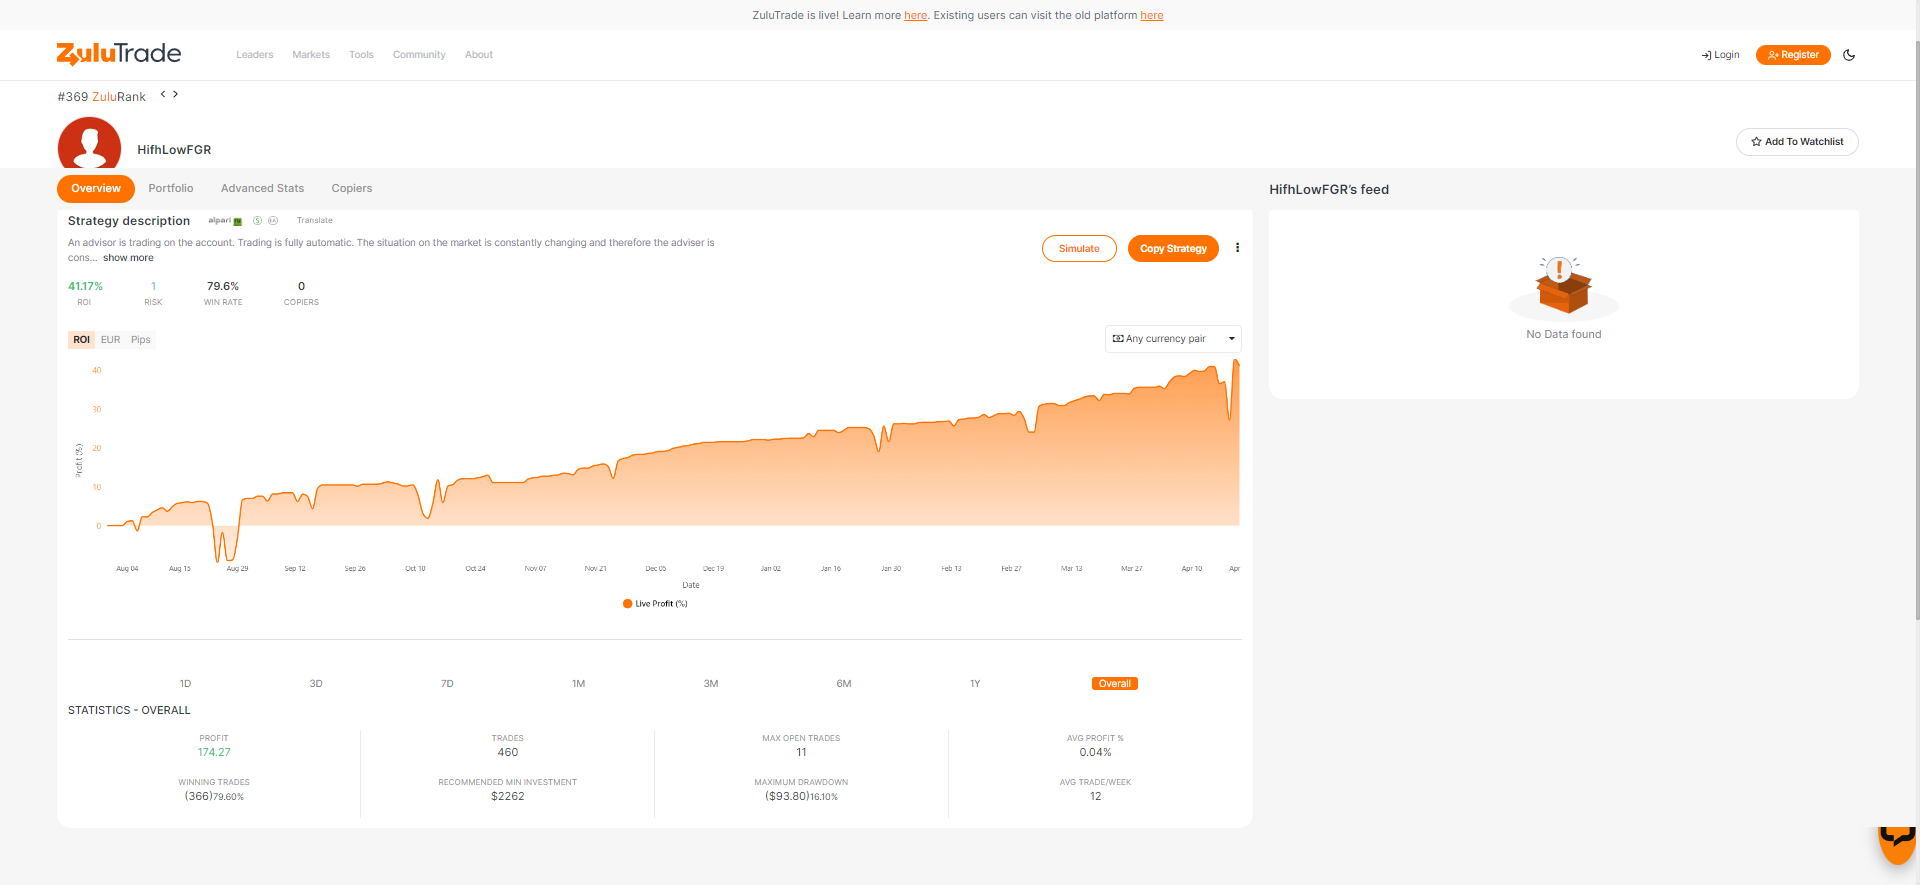 ZuluTrade is live! Learn more here. Existing users can visit the old platform here
ZuluTrade
Leaders Markets Tools Community About
Login Register
#369 ZuluRank < >
HifhLowFGR
Add To Watchlist
Overview Portfolio Advanced Stats Copiers
HifhLowFGR's feed
Strategy description alpari Translate
An advisor is trading on the account. Trading is fully automatic. The situation on the market is constantly changing and therefore the adviser is
cons... show more
Simulate Copy Strategy
41.17% 1 79.6% 0
ROI RISK WIN RATE COPIERS
No Data found
ROI EUR Pips
Any currency pair
40
30
20
10
0
Profit (%)
Aug 04 Aug 15 Aug 29 Sep 12 Sep 26 Oct 10 Oct 24 Nov 07 Nov 21 Dec 05 Dec 19 Jan 02 Jan 16 Jan 30 Feb 13 Feb 27 Mar 13 Mar 27 Apr 10 Apr
Date
Live Profit (%)
1D 3D 7D 1M 3M 6M 1Y Overall
STATISTICS - OVERALL
PROFIT TRADES MAX OPEN TRADES AVG PROFIT %
174.27 460 11 0.04%
WINNING TRADES RECOMMENDED MIN INVESTMENT MAXIMUM DRAWDOWN AVG TRADE/WEEK
(366)79.60% $2262 ($93.80)16.10% 12